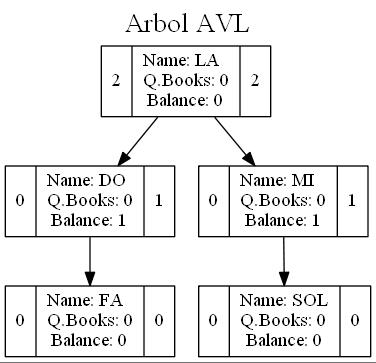 Arbol AVL
2 Name: LA 2
Q.Books: 0
Balance: 0
0 Name: DO 1
Q.Books: 0
Balance: 1
0 Name: MI 1
Q.Books: 0
Balance: 1
0 Name: FA 0
Q.Books: 0
Balance: 0
0 Name: SOL 0
Q.Books: 0
Balance: 0